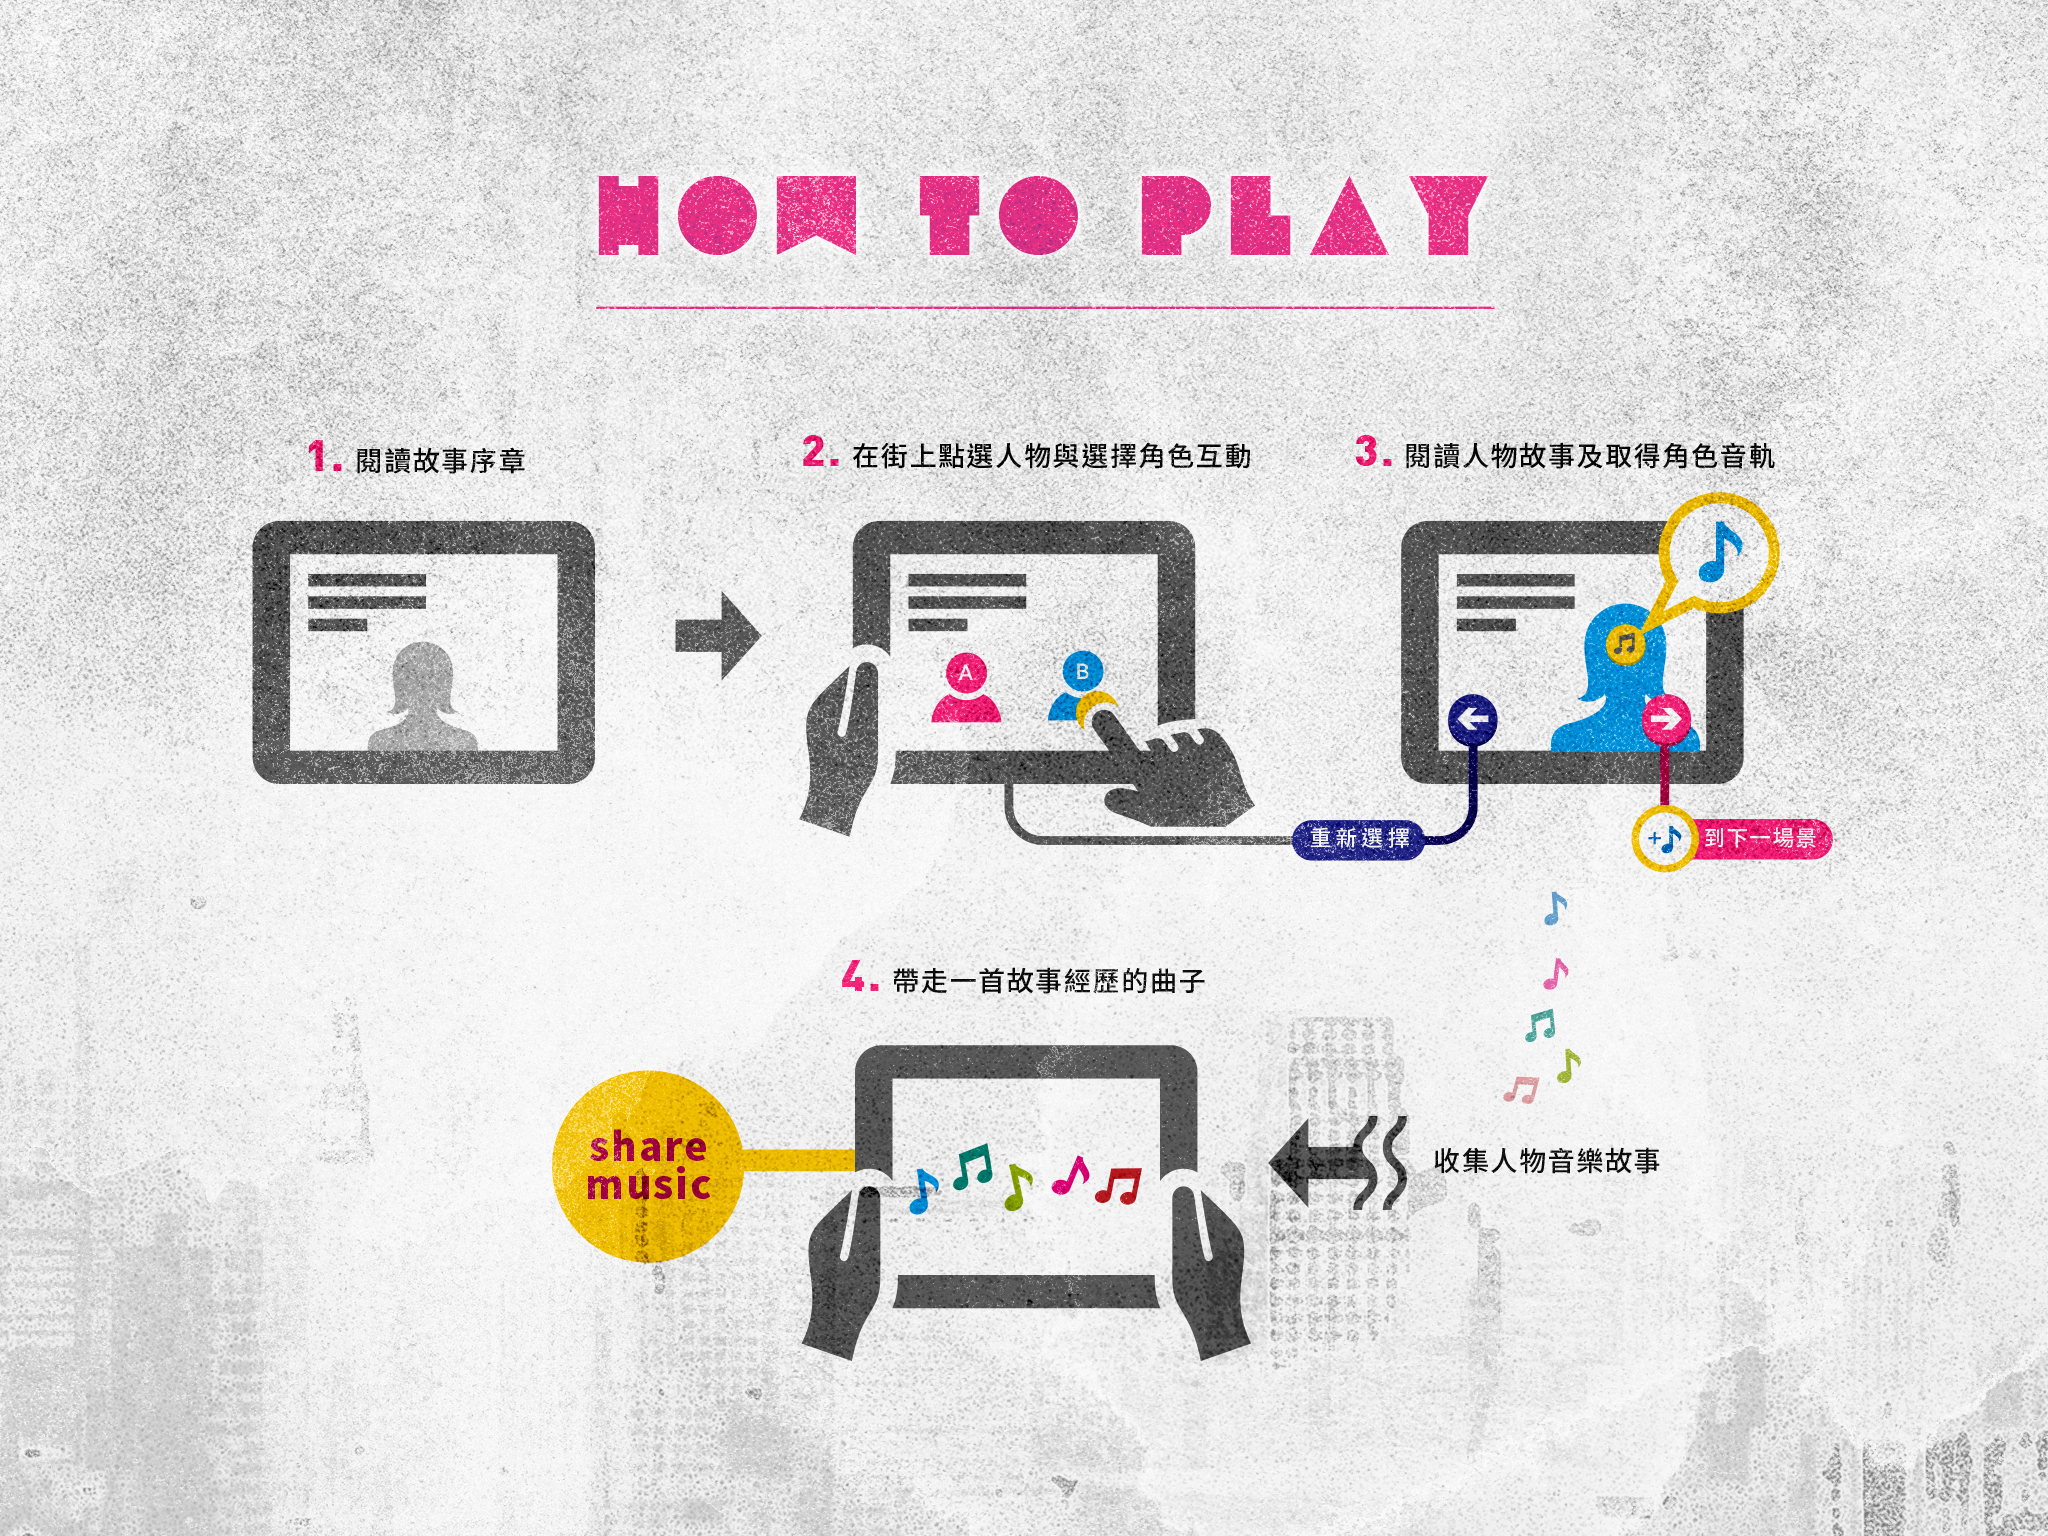 HOW TO PLAY
1. 閱讀故事序章
2. 在街上點選人物與選擇角色互動
3. 閱讀人物故事及取得角色音軌
A
B
重新選擇
+
到下一場景
4. 帶走一首故事經歷的曲子
share
music
收集人物音樂故事